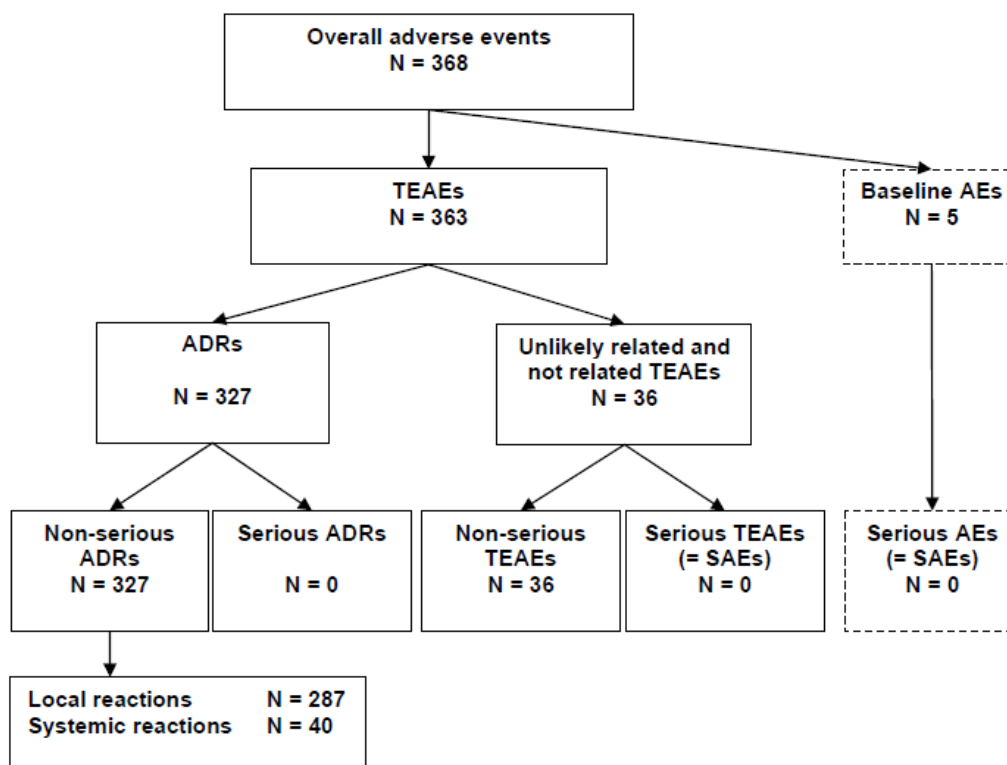 Overall adverse events
N = 368
TEAEs
N = 363
Baseline AEs
N = 5
ADRs
N = 327
Unlikely related and
not related TEAEs
N = 36
Non-serious
ADRs
N = 327
Serious ADRs
N = 0
Non-serious
TEAEs
N = 36
Serious TEAEs
(= SAEs)
N = 0
Serious AEs
(= SAEs)
N = 0
Local reactions N = 287
Systemic reactions N = 40